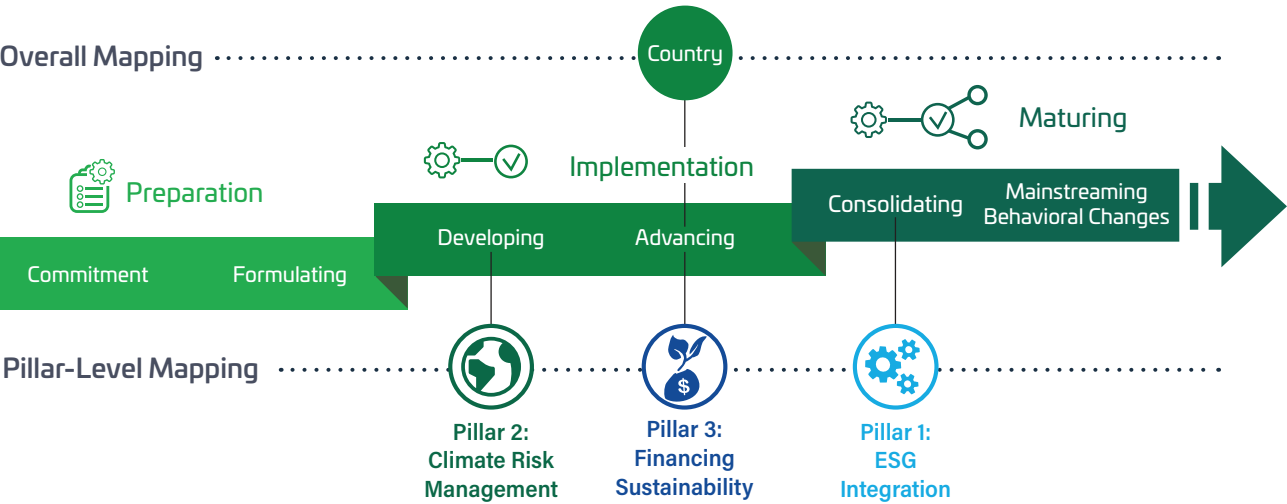 Overall Mapping
Country
Maturing
Implementation
Preparation
Consolidating
Mainstreaming
Behavioral Changes
Developing
Advancing
Commitment
Formulating
Pillar-Level Mapping
$
Pillar 2:
Climate Risk
Management
Pillar 3:
Financing
Sustainability
Pillar 1:
ESG
Integration